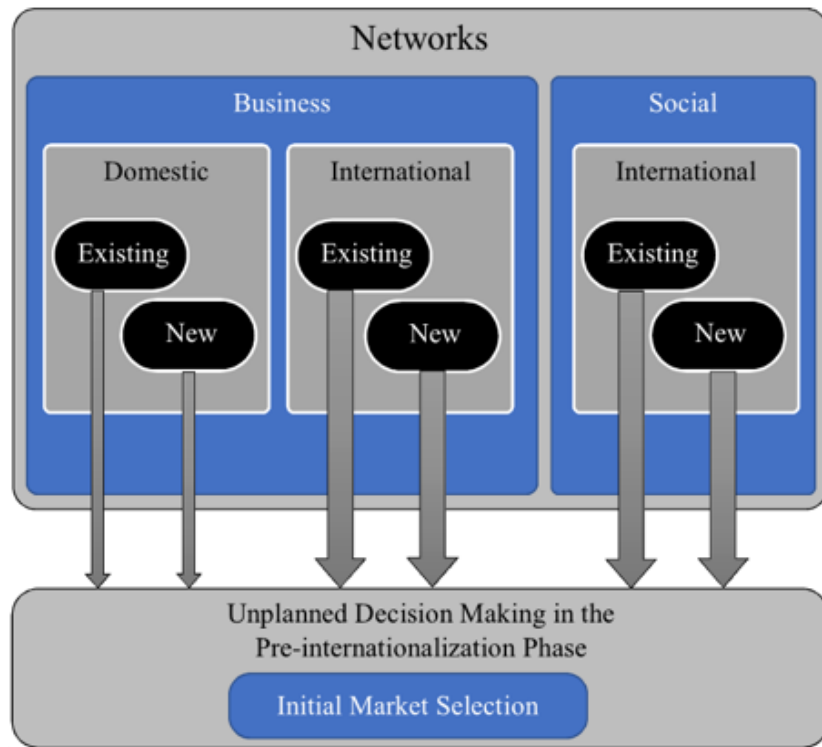 Networks
Business
Social
Domestic
International
International
Existing
Existing
Existing
New
New
New
Unplanned Decision Making in the
Pre-internationalization Phase
Initial Market Selection